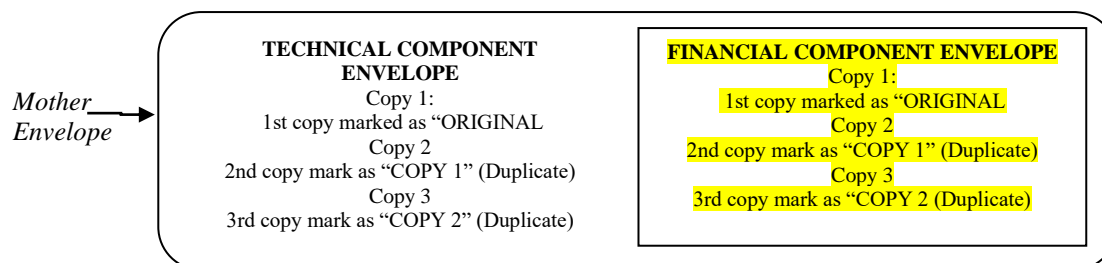 Mother
Envelope
TECHNICAL COMPONENT
ENVELOPE
Copy 1:
1st copy marked as “ORIGINAL
Copy 2
2nd copy mark as “COPY 1” (Duplicate)
Copy 3
3rd copy mark as “COPY 2” (Duplicate)
FINANCIAL COMPONENT ENVELOPE
Copy 1:
1st copy marked as “ORIGINAL
Copy 2
2nd copy mark as “COPY 1” (Duplicate)
Copy 3
3rd copy mark as “COPY 2 (Duplicate)